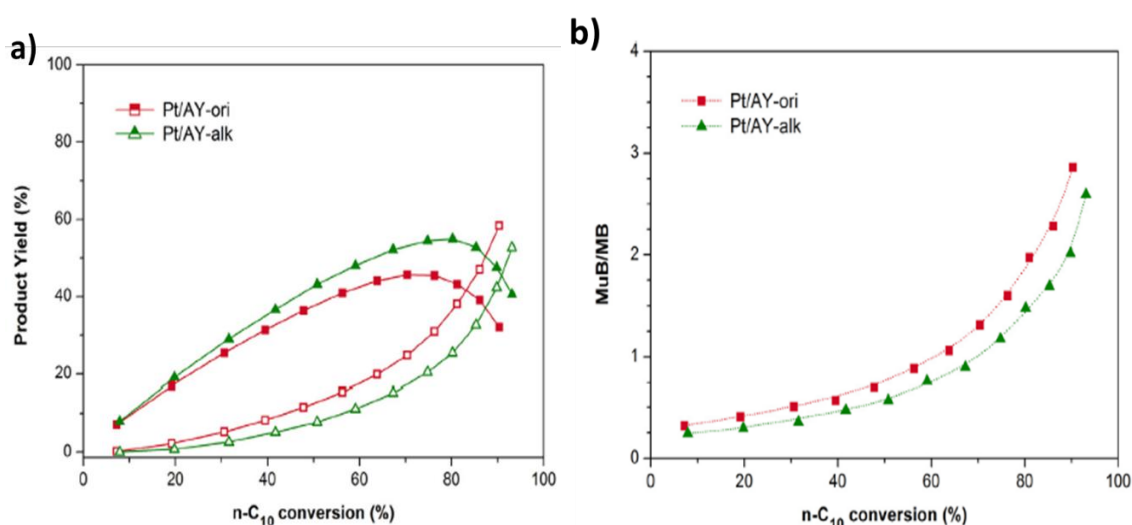 a)
100
80
60
40
20
0
Product Yield (%)
Pt/AY-ori
Pt/AY-alk
0
20
40
60
80
100
n-C₁₀ conversion (%)
b)
4
3
2
1
0
MuB/MB
Pt/AY-ori
Pt/AY-alk
0
20
40
60
80
100
n-C₁₀ conversion (%)